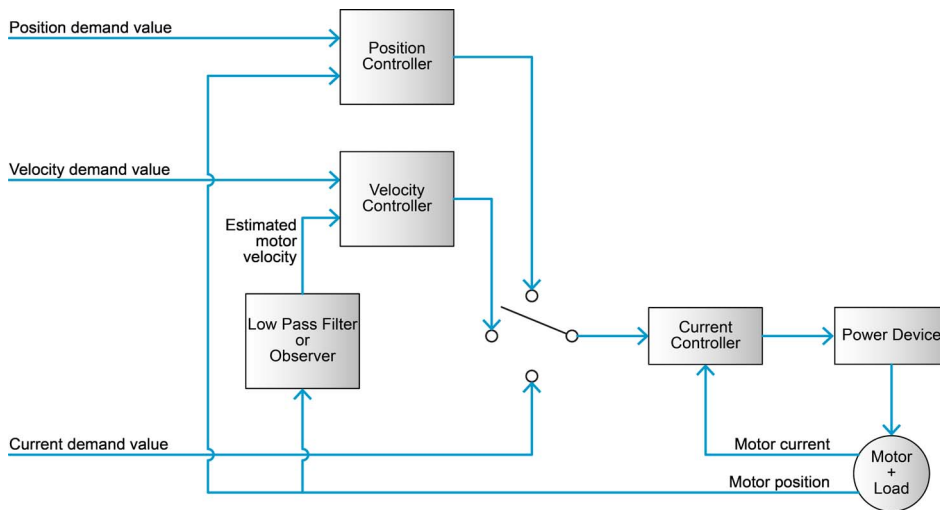 Position demand value
Position
Controller
Velocity demand value
Velocity
Controller
Estimated
motor
velocity
Low Pass Filter
or
Observer
Current
Controller
Power Device
Current demand value
Motor current
Motor position
Motor
+
Load